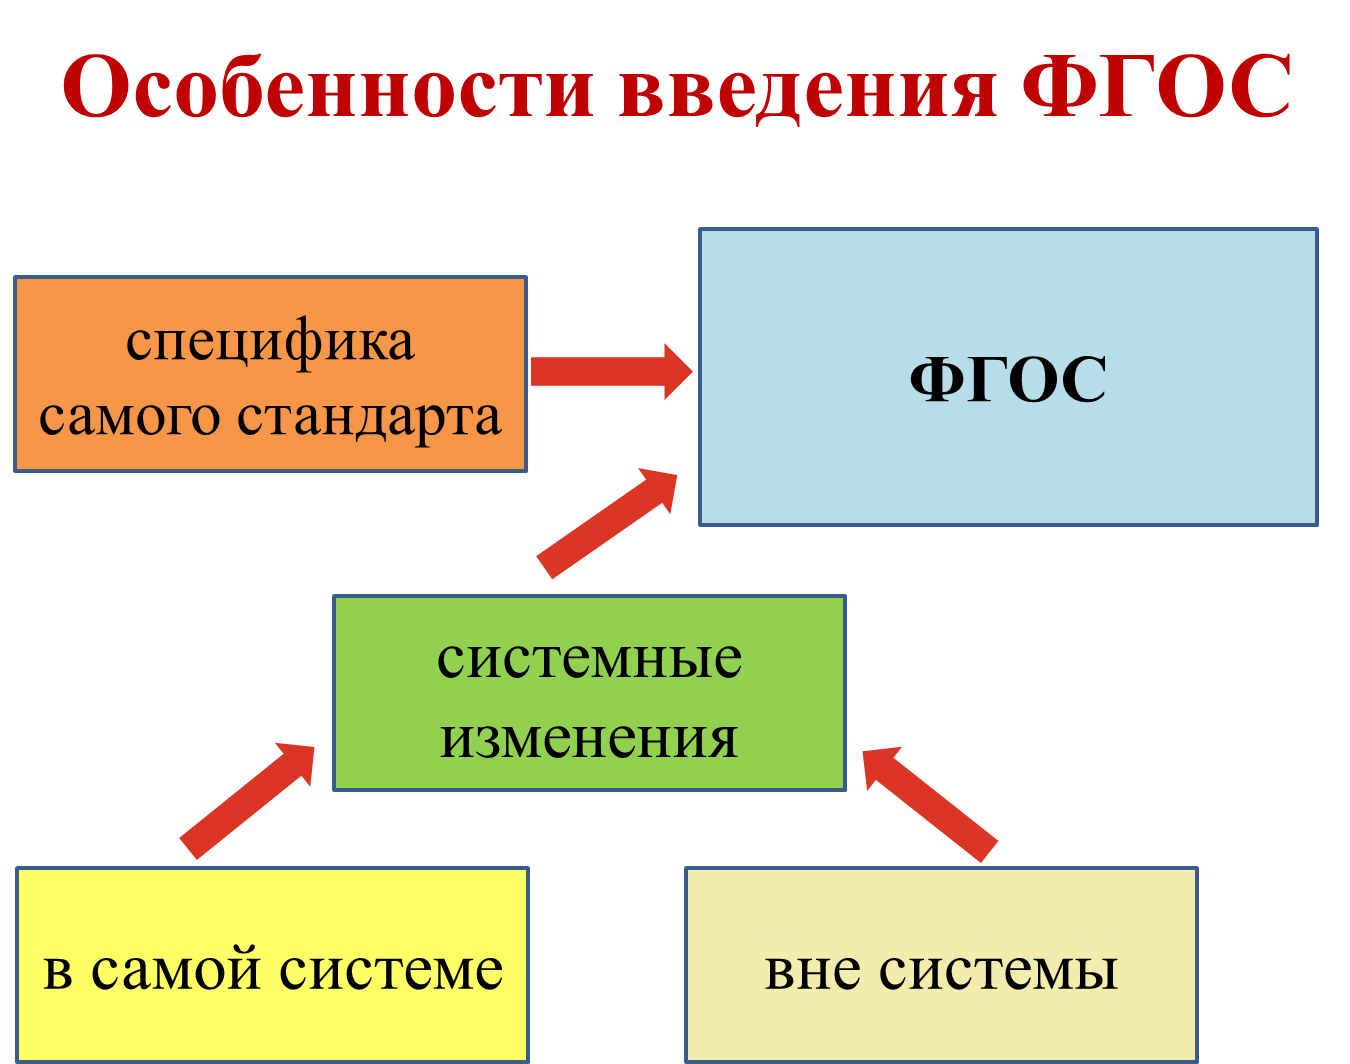 Особенности введения ФГОС
специфика
самого стандарта
ФГОС
системные
изменения
в самой системе
вне системы